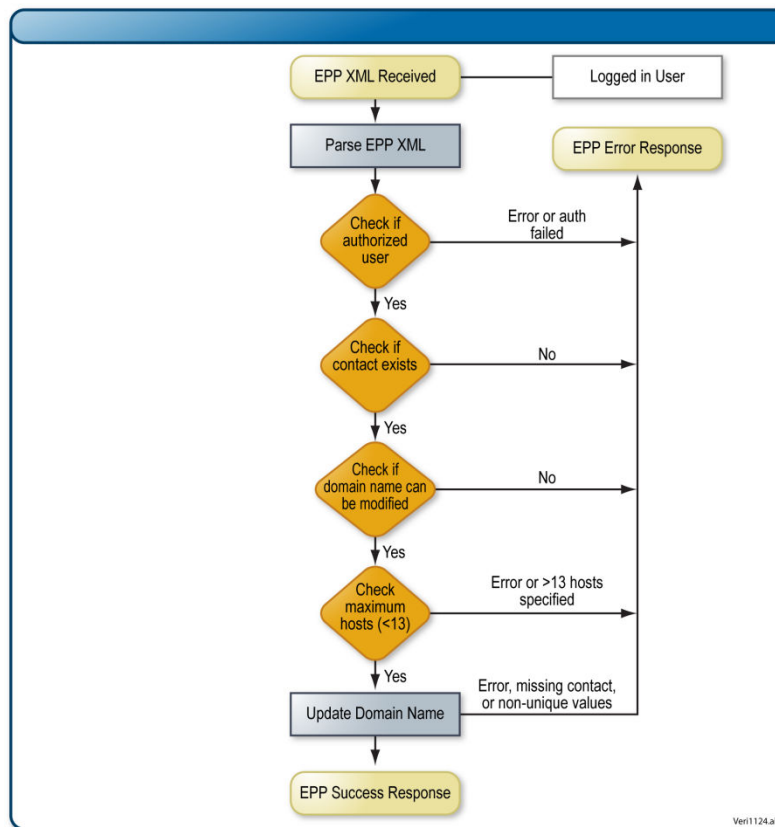 EPP XML Received
Logged in User
Parse EPP XML
EPP Error Response
Check if
authorized
user
Error or auth
failed
Yes
Check if
contact exists
No
Yes
Check if
domain name can
be modified
No
Yes
Check
maximum
hosts (<13)
Error or >13 hosts
specified
Yes
Update Domain Name
Error, missing contact,
or non-unique values
EPP Success Response